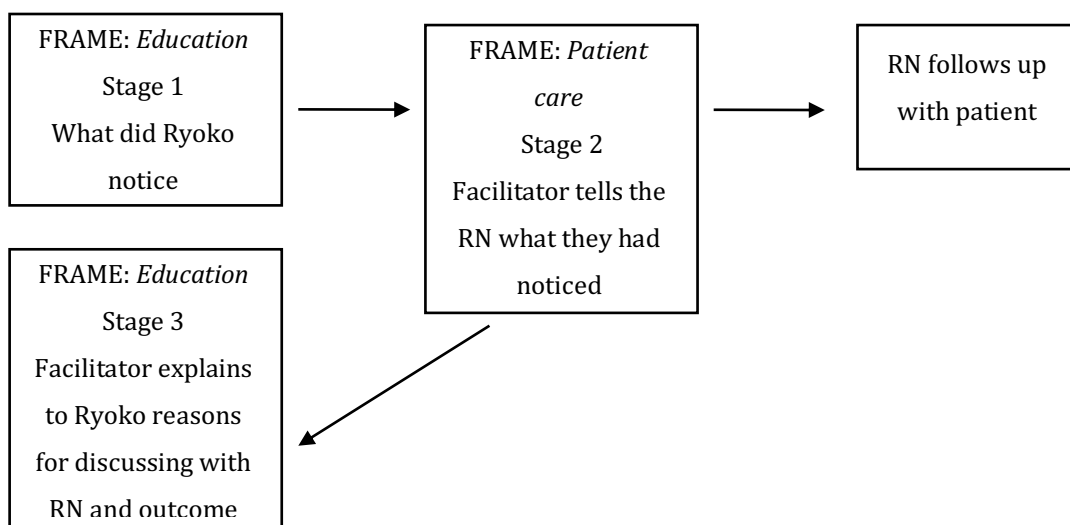 FRAME: Education
Stage 1
What did Ryoko
notice
FRAME: Patient
care
Stage 2
Facilitator tells the
RN what they had
noticed
RN follows up
with patient
FRAME: Education
Stage 3
Facilitator explains
to Ryoko reasons
for discussing with
RN and outcome